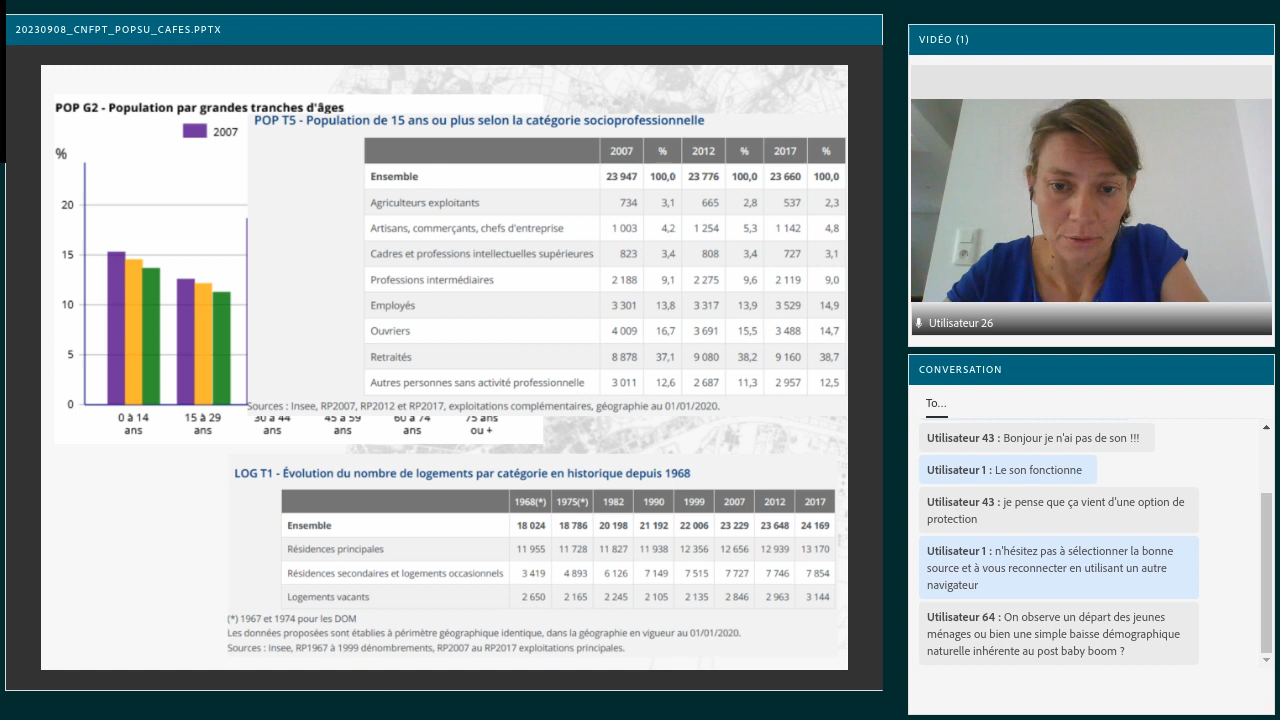 20230908_CNFPT_POPSU_CAFES.PPTX
POP G2 - Population par grandes tranches d'âges
2007
%
20
15
10
5
0
0 à 14 ans
15 à 29 ans
30 à 44 ans
45 à 59 ans
60 à 74 ans
75 ans ou +
POP T5 - Population de 15 ans ou plus selon la catégorie socioprofessionnelle
2007 % 2012 % 2017 %
Ensemble 23 947 100,0 23 776 100,0 23 660 100,0
Agriculteurs exploitants 734 3,1 665 2,8 537 2,3
Artisans, commerçants, chefs d'entreprise 1 003 4,2 1 254 5,3 1 142 4,8
Cadres et professions intellectuelles supérieures 823 3,4 808 3,4 727 3,1
Professions intermédiaires 2 188 9,1 2 275 9,6 2 119 9,0
Employés 3 301 13,8 3 317 13,9 3 529 14,9
Ouvriers 4 009 16,7 3 691 15,5 3 488 14,7
Retraités 8 878 37,1 9 080 38,2 9 160 38,7
Autres personnes sans activité professionnelle 3 011 12,6 2 687 11,3 2 957 12,5
Sources : Insee, RP2007, RP2012 et RP2017, exploitations complémentaires, géographie au 01/01/2020.
LOG T1 - Évolution du nombre de logements par catégorie en historique depuis 1968
1968(*) 1975(*) 1982 1990 1999 2007 2012 2017
Ensemble 18 024 18 786 20 198 21 192 22 006 23 229 23 648 24 169
Résidences principales 11 955 11 728 11 827 11 938 12 356 12 656 12 939 13 170
Résidences secondaires et logements occasionnels 3 419 4 893 6 126 7 149 7 515 7 727 7 746 7 854
Logements vacants 2 650 2 165 2 245 2 105 2 135 2 846 2 963 3 144
(*) 1967 et 1974 pour les DOM
Les données proposées sont établies à périmètre géographique identique, dans la géographie en vigueur au 01/01/2020.
Sources : Insee, RP1967 à 1999 dénombrements, RP2007 au RP2017 exploitations principales.
VIDÉO (1)
Utilisateur 26
CONVERSATION
To...
Utilisateur 43 : Bonjour je n'ai pas de son !!!
Utilisateur 1 : Le son fonctionne
Utilisateur 43 : je pense que ça vient d'une option de
protection
Utilisateur 1 : n'hésitez pas à sélectionner la bonne
source et à vous reconnecter en utilisant un autre
navigateur
Utilisateur 64 : On observe un départ des jeunes
ménages ou bien une simple baisse démographique
naturelle inhérente au post baby boom ?